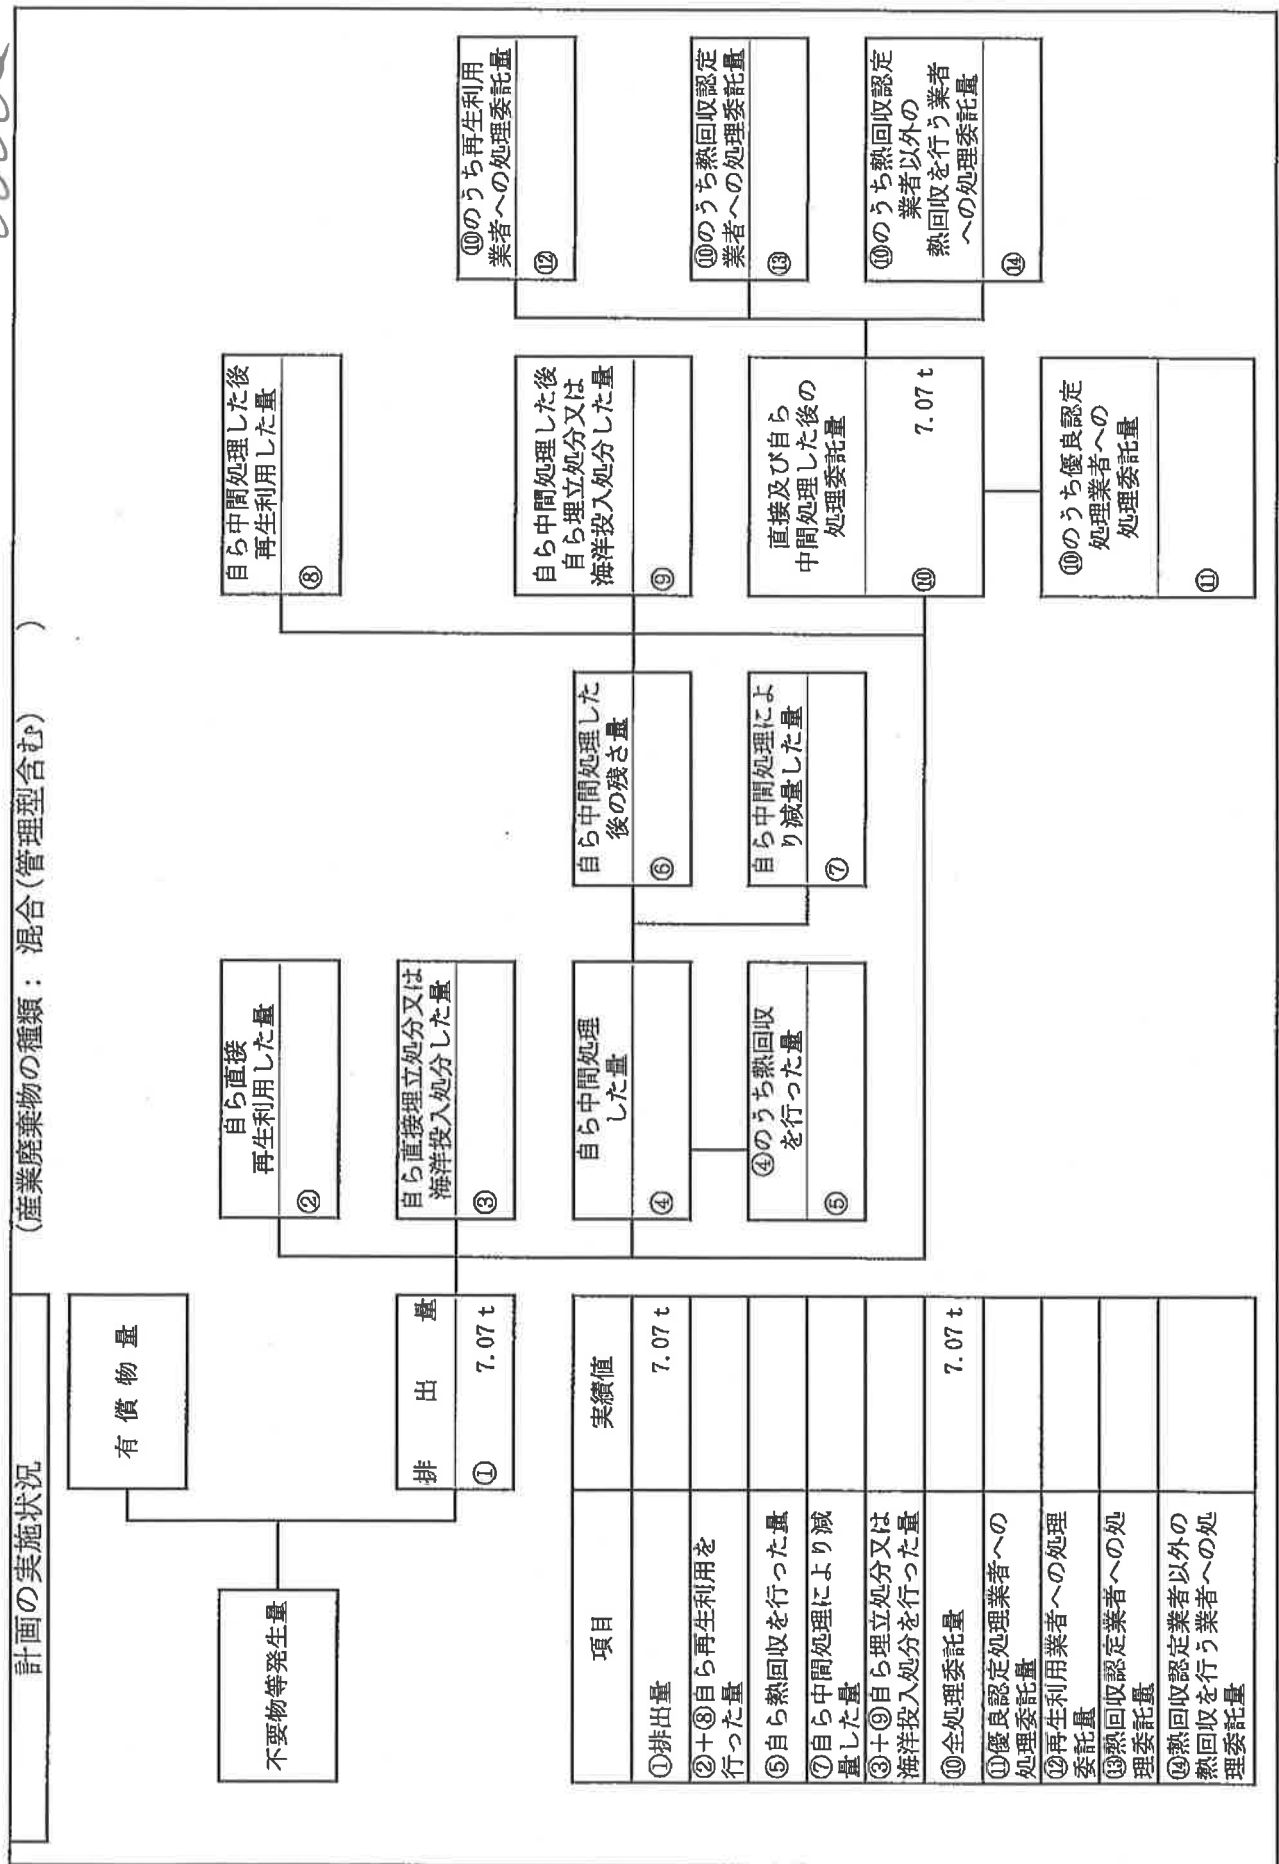 計画の実施状況
(産業廃棄物の種類： 混合(管理型含む) )
不要物等発生量
有償物量
排出量
① 7.07 t
自ら直接
再生利用した量
②
自ら直接埋立処分又は
海洋投入処分した量
③
自ら中間処理
した量
④
④のうち熱回収
を行った量
⑤
自ら中間処理した
後の残さ量
⑥
自ら中間処理によ
り減量した量
⑦
自ら中間処理した後
再生利用した量
⑧
自ら中間処理した後
自ら埋立処分又は
海洋投入処分した量
⑨
直接及び自ら
中間処理した後の
処理委託量
⑩ 7.07 t
⑩のうち優良認定
処理業者への
処理委託量
⑪
⑩のうち再生利用
業者への処理委託量
⑫
⑩のうち熱回収認定
業者への処理委託量
⑬
⑩のうち熱回収認定
業者以外の
熱回収を行う業者
への処理委託量
⑭
項目 実績値
①排出量 7.07 t
②+⑧自ら再生利用を
行った量
⑤自ら熱回収を行った量
⑦自ら中間処理により減
量した量
③+⑨自ら埋立処分又は
海洋投入処分を行った量
⑩全処理委託量 7.07 t
⑪優良認定処理業者への
処理委託量
⑫再生利用業者への処理
委託量
⑬熱回収認定業者への処
理委託量
⑭熱回収認定業者以外の
熱回収を行う業者への処
理委託量